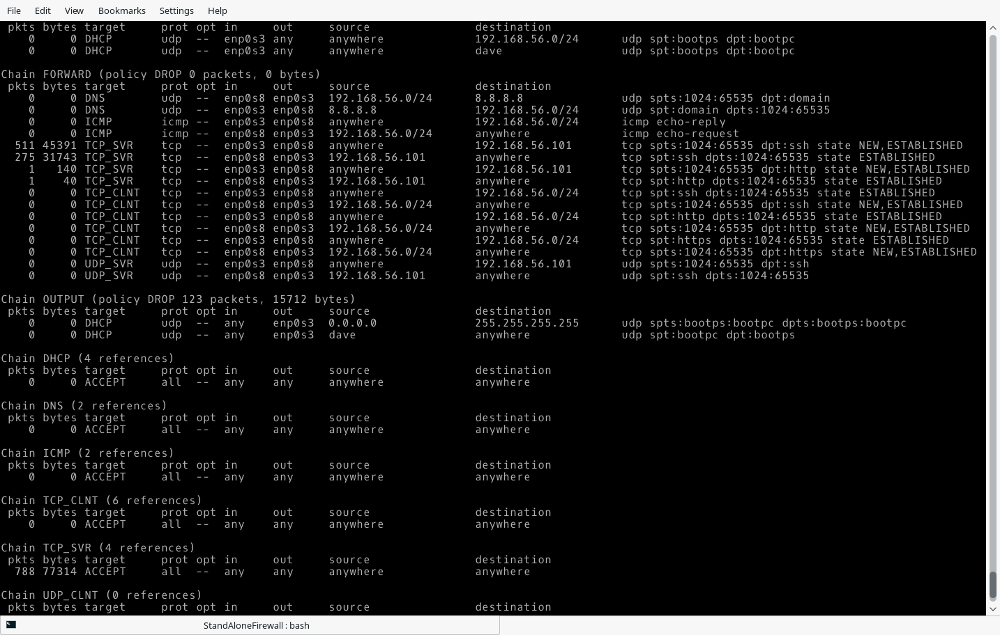 File Edit View Bookmarks Settings Help
 pkts bytes target     prot opt in     out     source               destination
    0     0 DHCP       udp  --  enp0s3 any     anywhere             192.168.56.0/24      udp spt:bootps dpt:bootpc
    0     0 DHCP       udp  --  enp0s3 any     anywhere             dave                 udp spt:bootps dpt:bootpc
Chain FORWARD (policy DROP 0 packets, 0 bytes)
 pkts bytes target     prot opt in     out     source               destination
    0     0 DNS        udp  --  enp0s8 enp0s3  192.168.56.0/24      8.8.8.8              udp spts:1024:65535 dpt:domain
    0     0 DNS        udp  --  enp0s3 enp0s8  8.8.8.8              192.168.56.0/24      udp spt:domain dpts:1024:65535
    0     0 ICMP       icmp --  enp0s3 enp0s8  anywhere             192.168.56.0/24      icmp echo-reply
    0     0 ICMP       icmp --  enp0s8 enp0s3  192.168.56.0/24      anywhere             icmp echo-request
  511 45391 TCP_SVR    tcp  --  enp0s3 enp0s8  anywhere             192.168.56.101       tcp spts:1024:65535 dpt:ssh state NEW,ESTABLISHED
  275 31743 TCP_SVR    tcp  --  enp0s8 enp0s3  192.168.56.101       anywhere             tcp spt:ssh dpts:1024:65535 state ESTABLISHED
    1   140 TCP_SVR    tcp  --  enp0s3 enp0s8  anywhere             192.168.56.101       tcp spts:1024:65535 dpt:http state NEW,ESTABLISHED
    1    40 TCP_SVR    tcp  --  enp0s8 enp0s3  192.168.56.101       anywhere             tcp spt:http dpts:1024:65535 state ESTABLISHED
    0     0 TCP_CLNT   tcp  --  enp0s3 enp0s8  anywhere             192.168.56.0/24      tcp spt:ssh dpts:1024:65535 state ESTABLISHED
    0     0 TCP_CLNT   tcp  --  enp0s8 enp0s3  192.168.56.0/24      anywhere             tcp spts:1024:65535 dpt:ssh state NEW,ESTABLISHED
    0     0 TCP_CLNT   tcp  --  enp0s3 enp0s8  anywhere             192.168.56.0/24      tcp spt:http dpts:1024:65535 state ESTABLISHED
    0     0 TCP_CLNT   tcp  --  enp0s8 enp0s3  192.168.56.0/24      anywhere             tcp spts:1024:65535 dpt:http state NEW,ESTABLISHED
    0     0 TCP_CLNT   tcp  --  enp0s3 enp0s8  anywhere             192.168.56.0/24      tcp spt:https dpts:1024:65535 state ESTABLISHED
    0     0 TCP_CLNT   tcp  --  enp0s8 enp0s3  192.168.56.0/24      anywhere             tcp spts:1024:65535 dpt:https state NEW,ESTABLISHED
    0     0 UDP_SVR    udp  --  enp0s3 enp0s8  anywhere             192.168.56.101       udp spts:1024:65535 dpt:ssh
    0     0 UDP_SVR    udp  --  enp0s8 enp0s3  192.168.56.101       anywhere             udp spt:ssh dpts:1024:65535
Chain OUTPUT (policy DROP 123 packets, 15712 bytes)
 pkts bytes target     prot opt in     out     source               destination
    0     0 DHCP       udp  --  any    enp0s3  0.0.0.0              255.255.255.255      udp spts:bootps:bootpc dpts:bootps:bootpc
    0     0 DHCP       udp  --  any    enp0s3  dave                 anywhere             udp spt:bootpc dpt:bootps
Chain DHCP (4 references)
 pkts bytes target     prot opt in     out     source               destination
    0     0 ACCEPT     all  --  any    any     anywhere             anywhere
Chain DNS (2 references)
 pkts bytes target     prot opt in     out     source               destination
    0     0 ACCEPT     all  --  any    any     anywhere             anywhere
Chain ICMP (2 references)
 pkts bytes target     prot opt in     out     source               destination
    0     0 ACCEPT     all  --  any    any     anywhere             anywhere
Chain TCP_CLNT (6 references)
 pkts bytes target     prot opt in     out     source               destination
    0     0 ACCEPT     all  --  any    any     anywhere             anywhere
Chain TCP_SVR (4 references)
 pkts bytes target     prot opt in     out     source               destination
  788 77314 ACCEPT     all  --  any    any     anywhere             anywhere
Chain UDP_CLNT (0 references)
 pkts bytes target     prot opt in     out     source               destination
StandAloneFirewall : bash